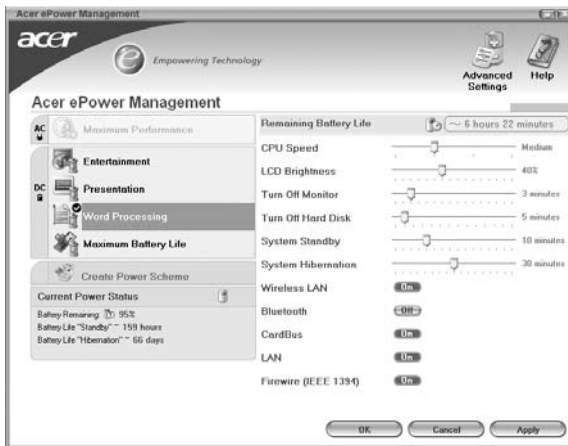 Acer ePower Management
acer
Empowering Technology
Advanced Settings
Help
Acer ePower Management
AC
Maximum Performance
DC
Entertainment
Presentation
Word Processing
Maximum Battery Life
Create Power Scheme
Current Power Status
Battery Remaining: 95%
Battery Life "Standby" ~ 159 hours
Battery Life "Hibernation" ~ 66 days
Remaining Battery Life ~ 6 hours 22 minutes
CPU Speed Medium
LCD Brightness 40%
Turn Off Monitor 3 minutes
Turn Off Hard Disk 5 minutes
System Standby 10 minutes
System Hibernation 30 minutes
Wireless LAN On
Bluetooth Off
CardBus On
LAN On
Firewire (IEEE 1394) On
OK Cancel Apply